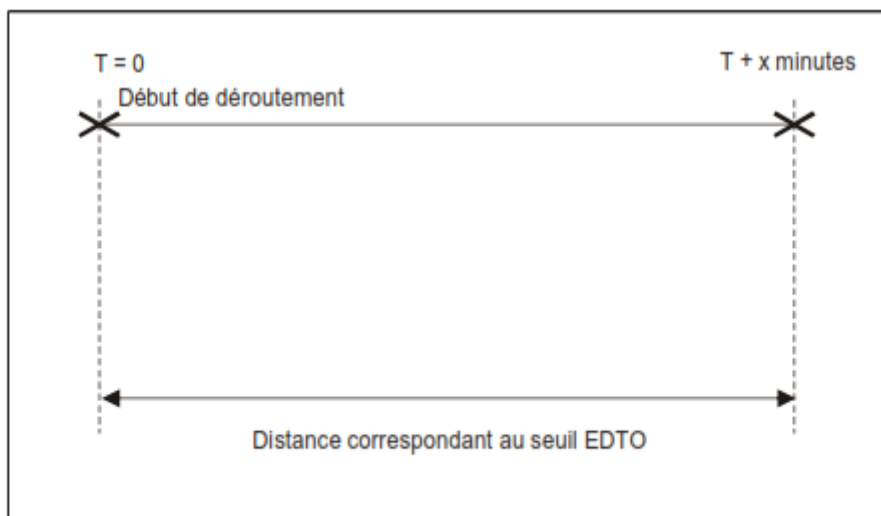 T = 0
T + x minutes
Début de déroutement
Distance correspondant au seuil EDTO